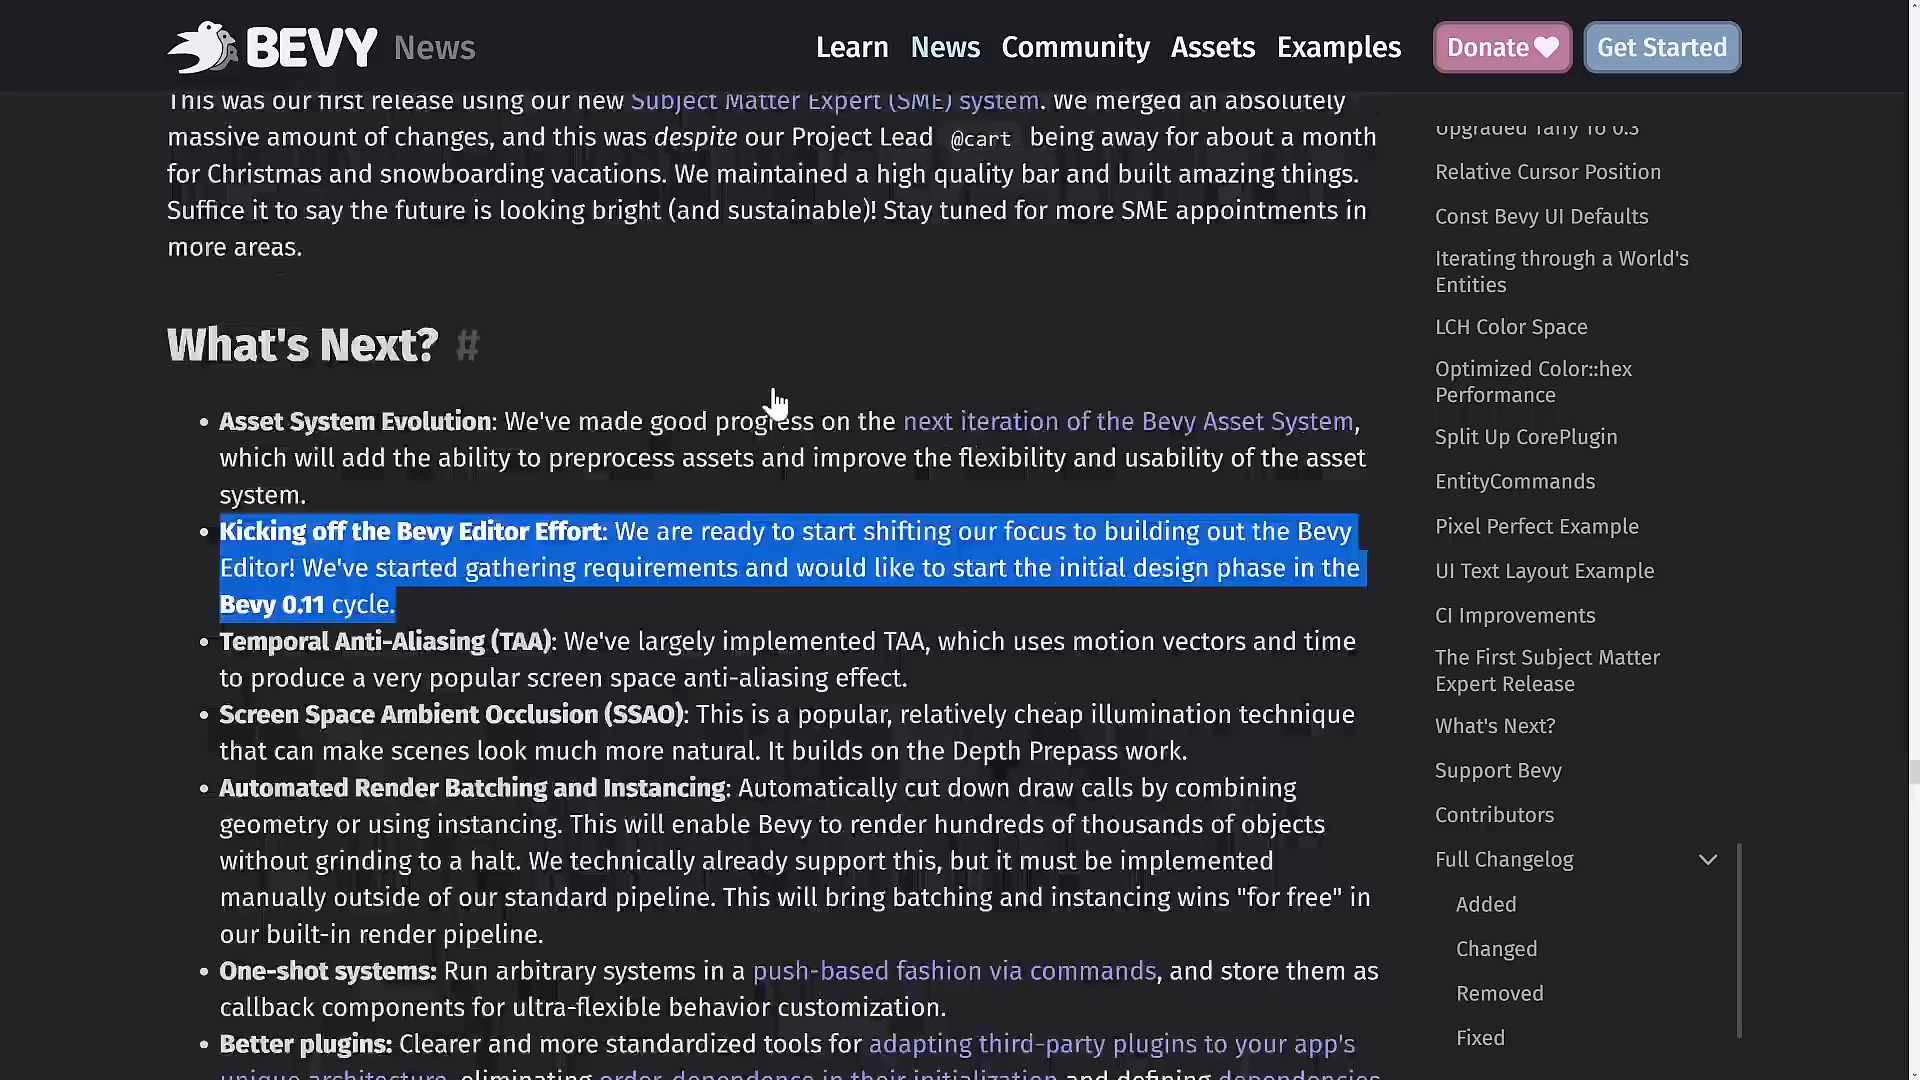 BEVY News
Learn News Community Assets Examples Donate Get Started
This was our first release using our new Subject Matter Expert (SME) system. We merged an absolutely
massive amount of changes, and this was despite our Project Lead @cart being away for about a month
for Christmas and snowboarding vacations. We maintained a high quality bar and built amazing things.
Suffice it to say the future is looking bright (and sustainable)! Stay tuned for more SME appointments in
more areas.
What's Next? #
• Asset System Evolution: We've made good progress on the next iteration of the Bevy Asset System,
which will add the ability to preprocess assets and improve the flexibility and usability of the asset
system.
• Kicking off the Bevy Editor Effort: We are ready to start shifting our focus to building out the Bevy
Editor! We've started gathering requirements and would like to start the initial design phase in the
Bevy 0.11 cycle.
• Temporal Anti-Aliasing (TAA): We've largely implemented TAA, which uses motion vectors and time
to produce a very popular screen space anti-aliasing effect.
• Screen Space Ambient Occlusion (SSAO): This is a popular, relatively cheap illumination technique
that can make scenes look much more natural. It builds on the Depth Prepass work.
• Automated Render Batching and Instancing: Automatically cut down draw calls by combining
geometry or using instancing. This will enable Bevy to render hundreds of thousands of objects
without grinding to a halt. We technically already support this, but it must be implemented
manually outside of our standard pipeline. This will bring batching and instancing wins "for free" in
our built-in render pipeline.
• One-shot systems: Run arbitrary systems in a push-based fashion via commands, and store them as
callback components for ultra-flexible behavior customization.
• Better plugins: Clearer and more standardized tools for adapting third-party plugins to your app's
unique architecture, eliminating order-dependence in their initialization and defining dependencies
Upgraded Taffy To 0.3
Relative Cursor Position
Const Bevy UI Defaults
Iterating through a World's
Entities
LCH Color Space
Optimized Color::hex
Performance
Split Up CorePlugin
EntityCommands
Pixel Perfect Example
UI Text Layout Example
CI Improvements
The First Subject Matter
Expert Release
What's Next?
Support Bevy
Contributors
Full Changelog
Added
Changed
Removed
Fixed